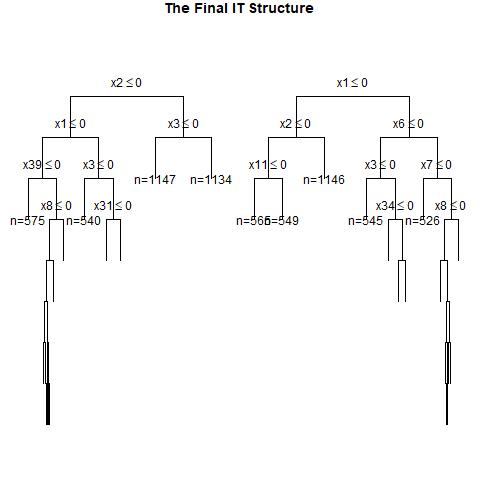 The Final IT Structure
x2 ≤ 0 x1 ≤ 0
x1 ≤ 0 x3 ≤ 0 x2 ≤ 0 x6 ≤ 0
x39 ≤ 0 x3 ≤ 0 n=1147 n=1134 x11 ≤ 0 n=1146 x3 ≤ 0 x7 ≤ 0
x8 ≤ 0 x31 ≤ 0 x34 ≤ 0 x8 ≤ 0
n=575 n=540 n=565 n=549 n=545 n=526